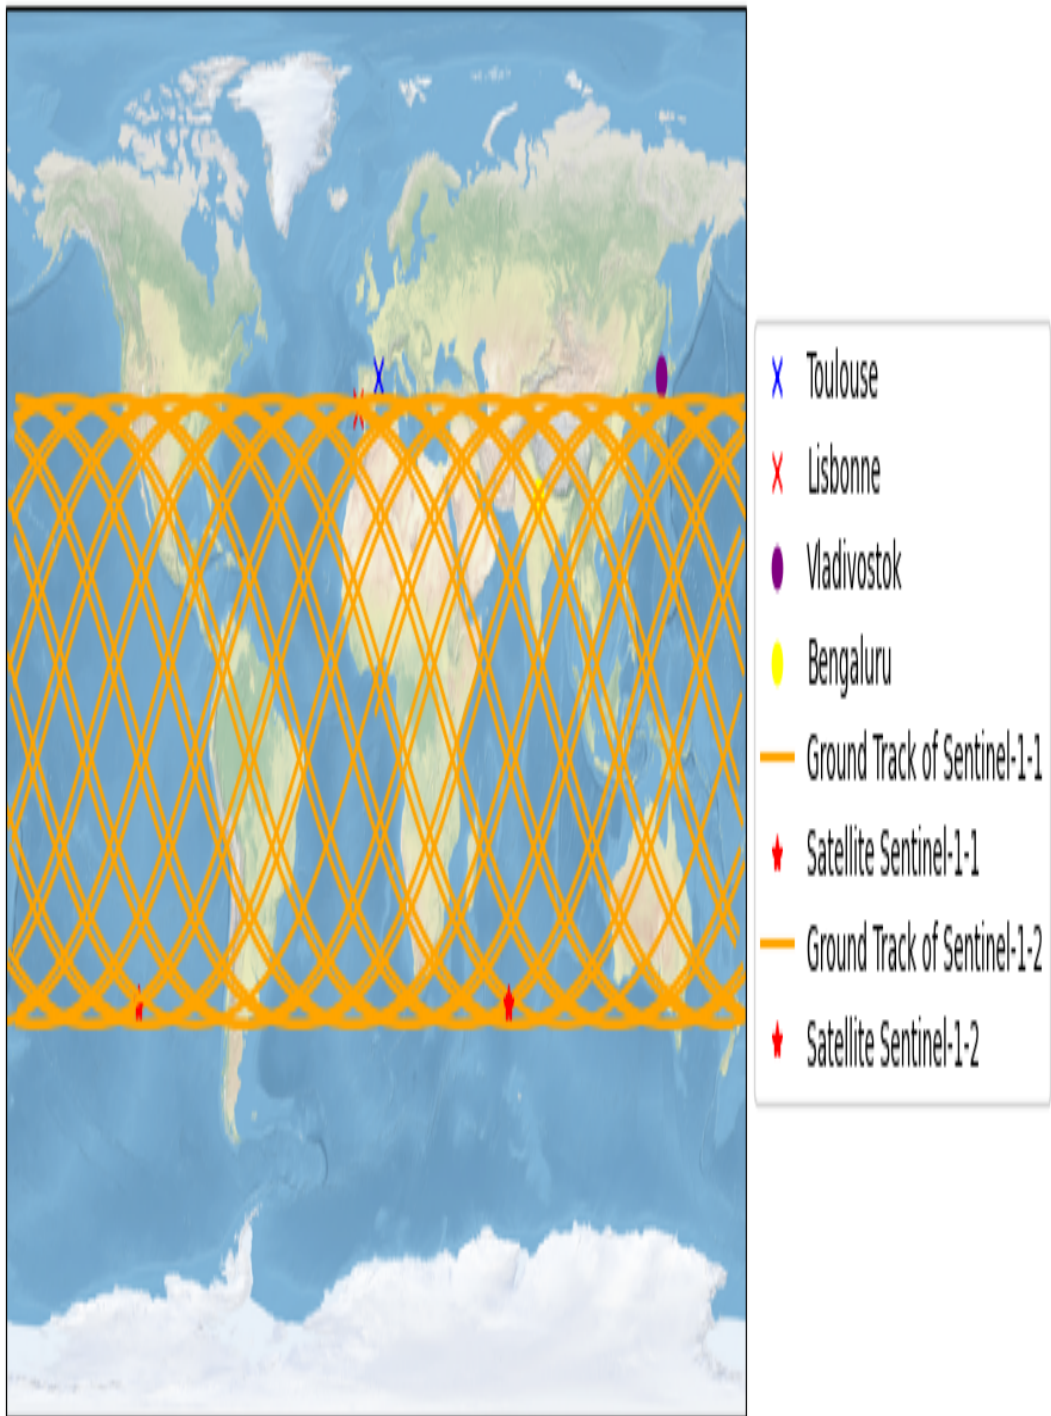 Toulouse
Lisbonne
Vladivostok
Bengaluru
Ground Track of Sentinel-1-1
Satellite Sentinel-1-1
Ground Track of Sentinel-1-2
Satellite Sentinel-1-2